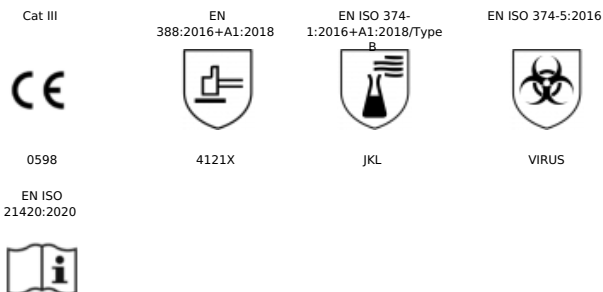 Cat III
EN
388:2016+A1:2018
EN ISO 374-
1:2016+A1:2018/Type
B
EN ISO 374-5:2016
CE
0598
4121X
JKL
VIRUS
EN ISO
21420:2020
i